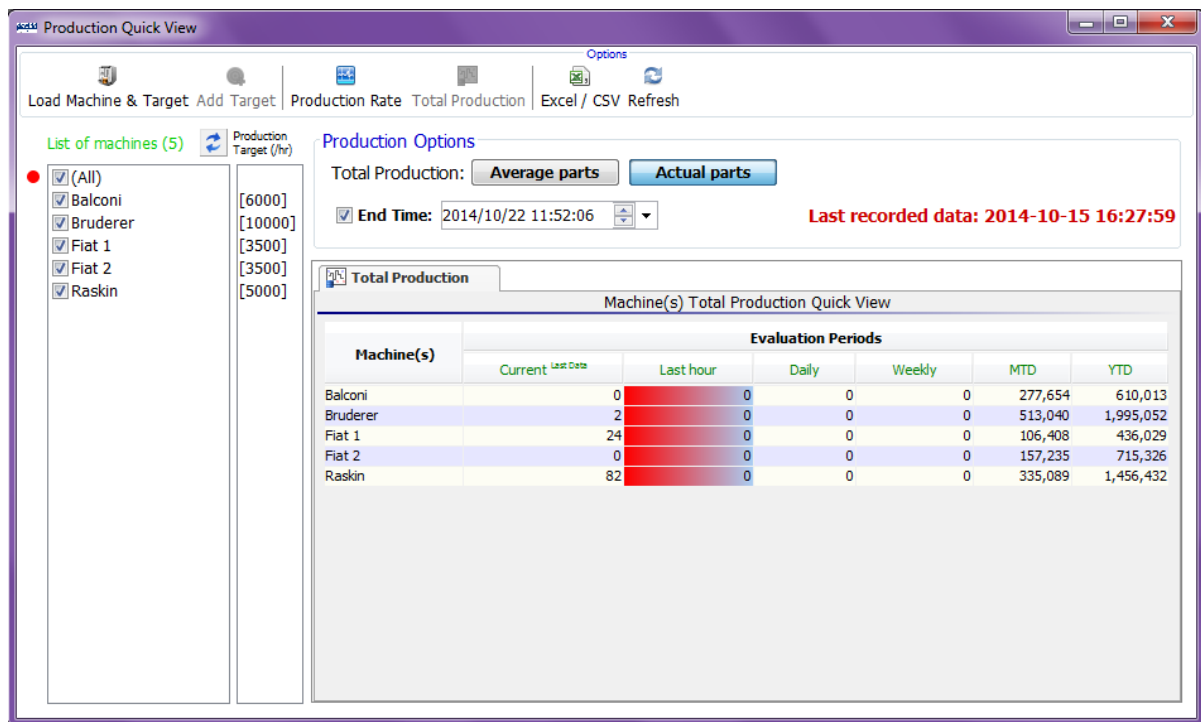 Production Quick View
Options
Load Machine & Target Add Target Production Rate Total Production Excel / CSV Refresh
List of machines (5)
Production
Target (/hr)
(All)
Balconi [6000]
Bruderer [10000]
Fiat 1 [3500]
Fiat 2 [3500]
Raskin [5000]
Production Options
Total Production: Average parts Actual parts
End Time: 2014/10/22 11:52:06 Last recorded data: 2014-10-15 16:27:59
Total Production
Machine(s) Total Production Quick View
Machine(s) Evaluation Periods
Current Last Data Last hour Daily Weekly MTD YTD
Balconi 0 0 0 0 277,654 610,013
Bruderer 2 0 0 0 513,040 1,995,052
Fiat 1 24 0 0 0 106,408 436,029
Fiat 2 0 0 0 0 157,235 715,326
Raskin 82 0 0 0 335,089 1,456,432